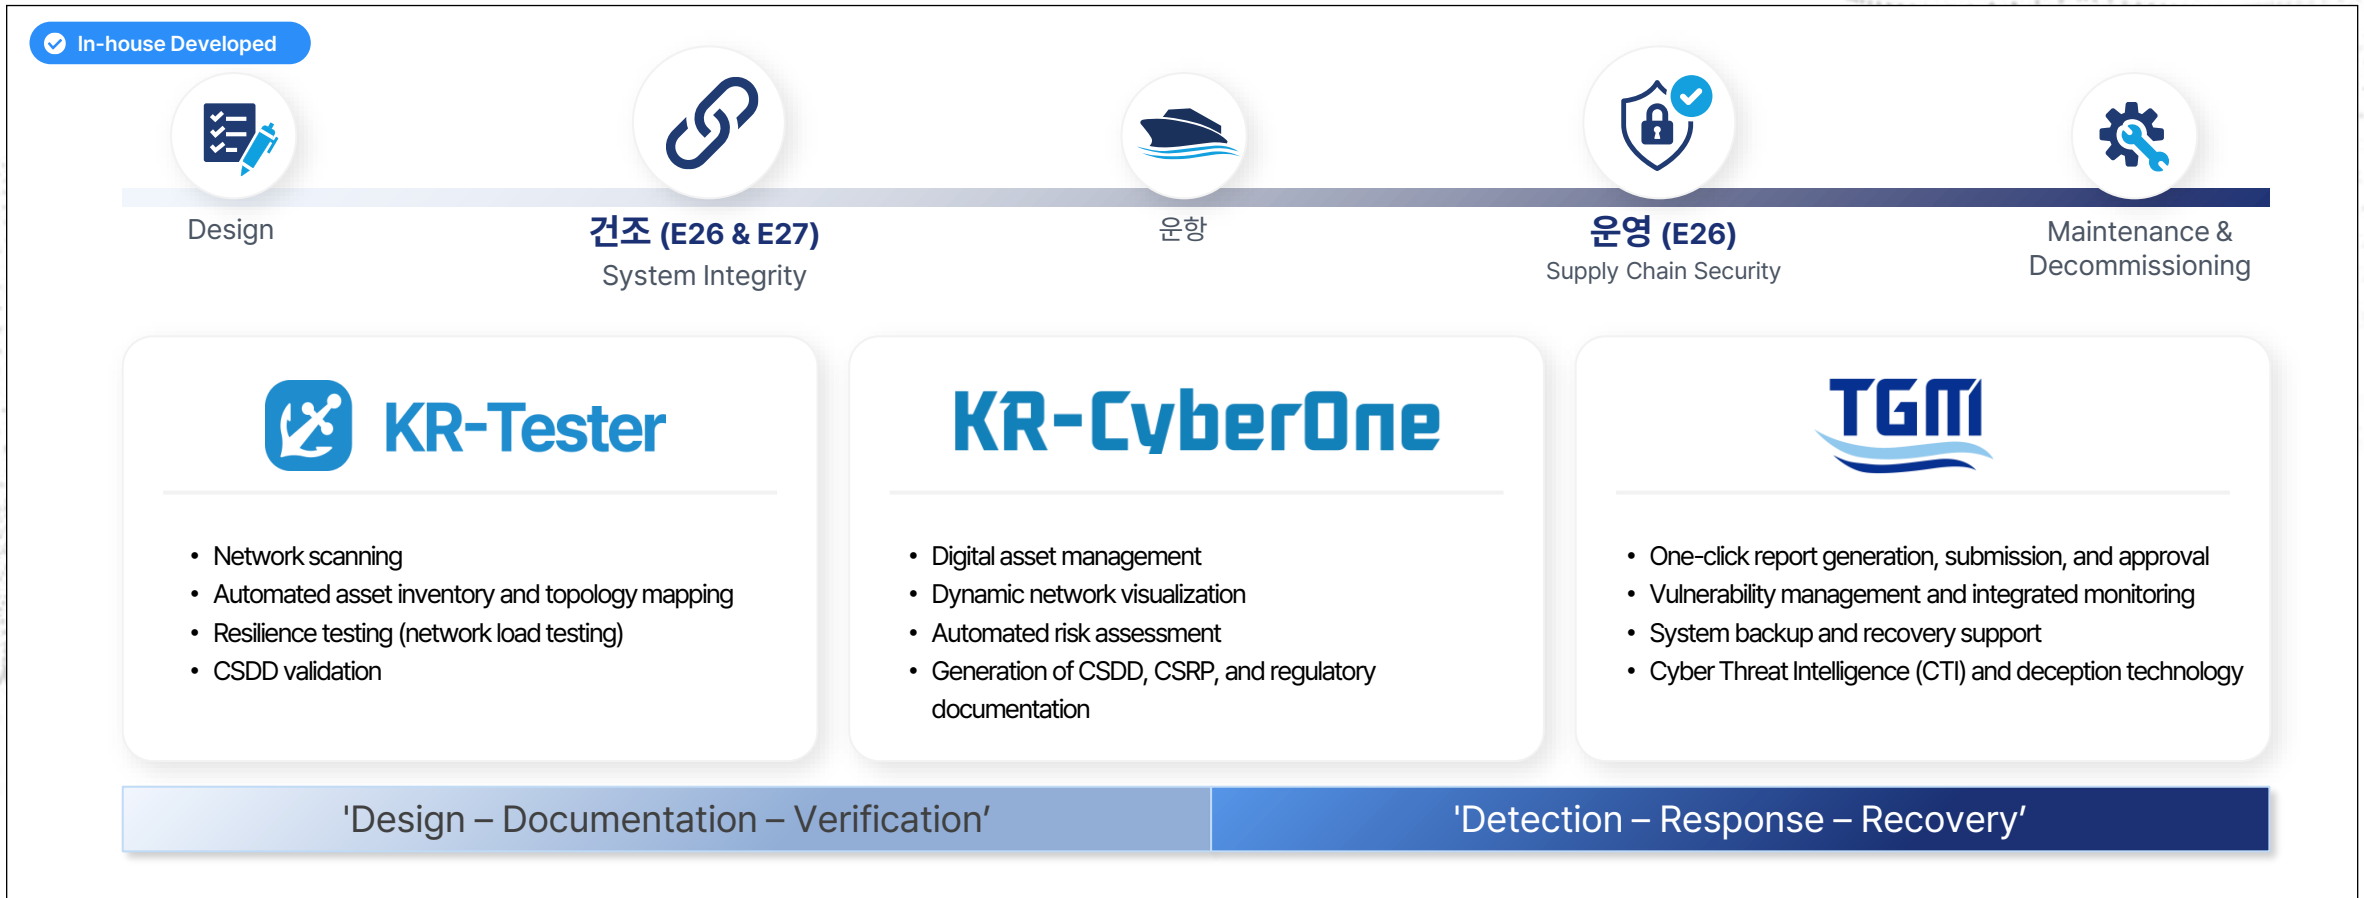 In-house Developed
Design
건조 (E26 & E27)
System Integrity
운항
운영 (E26)
Supply Chain Security
Maintenance &
Decommissioning
KR-Tester
• Network scanning
• Automated asset inventory and topology mapping
• Resilience testing (network load testing)
• CSDD validation
KR-CyberOne
• Digital asset management
• Dynamic network visualization
• Automated risk assessment
• Generation of CSDD, CSRP, and regulatory
documentation
TGM
• One-click report generation, submission, and approval
• Vulnerability management and integrated monitoring
• System backup and recovery support
• Cyber Threat Intelligence (CTI) and deception technology
'Design – Documentation – Verification’
'Detection – Response – Recovery’